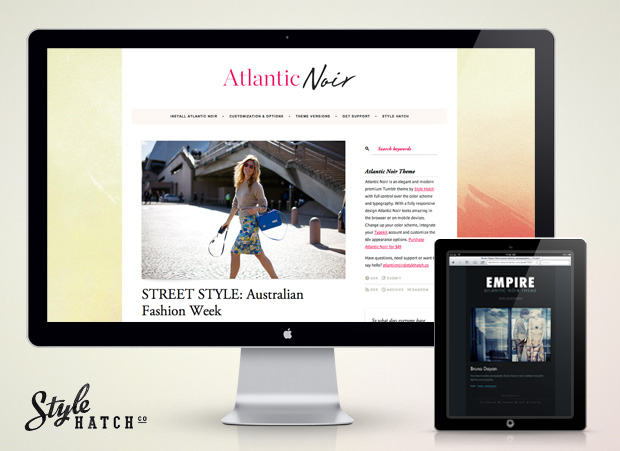 Atlantic Noir
INSTALL ATLANTIC NOIR • CUSTOMIZATION & OPTIONS • THEME VERSIONS • GET SUPPORT • STYLE HATCH
Search keywords
Atlantic Noir Theme
Atlantic Noir is an elegant and modern
premium Tumblr theme by Style Hatch
with full control over the color scheme
and typography. With a fully responsive
design Atlantic Noir looks amazing in
the browser or on mobile devices.
Change up your color scheme, integrate
your Typekit account and customize the
60+ appearance options. Purchase
Atlantic Noir for $49
Have questions, need support or want to
say hello? atlanticnoir@stylehatch.co
ASK SUBMIT
RSS ARCHIVE RANDOM
STREET STYLE: Australian
Fashion Week
So what does everyone have
EMPIRE
ATLANTIC NOIR THEME
Bruno Dayan
Style
HATCH CO